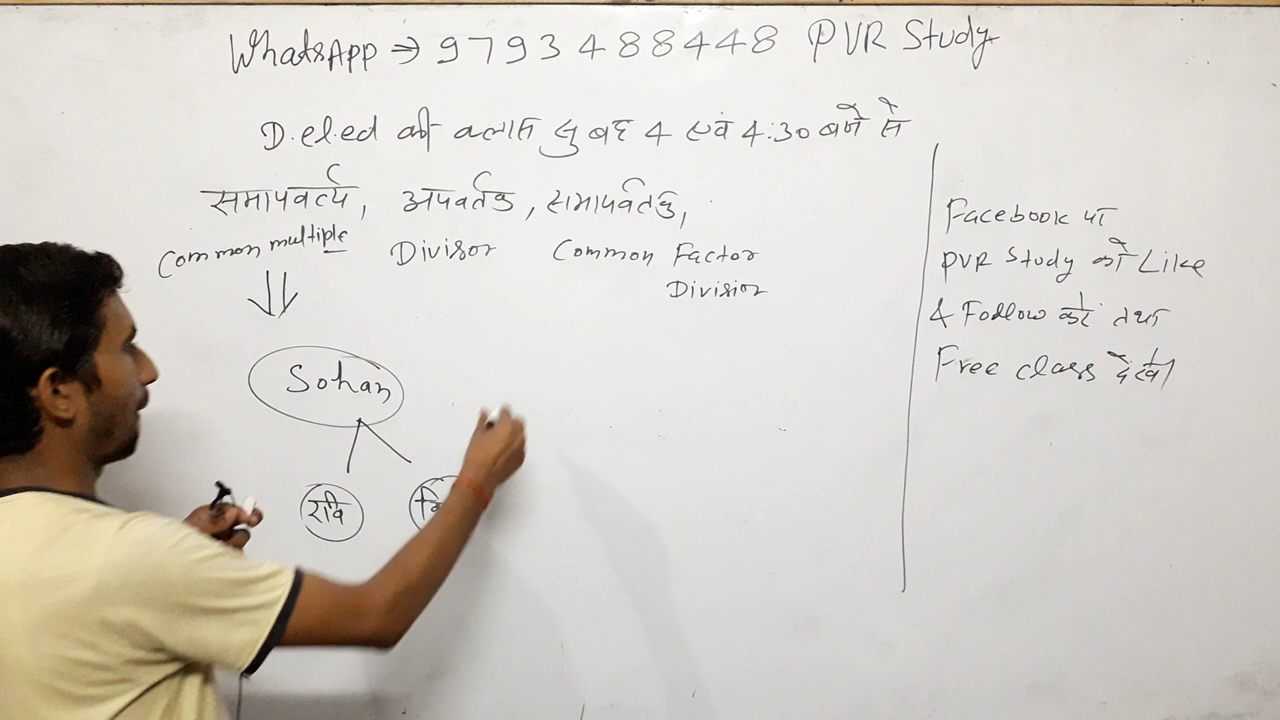 WhatsApp ⇒ 9793488448 PVR Study
D.el.ed की क्लास सुबह 4 एवं 4:30 बजे से
समापवर्त्य, अपवर्तक, समापवर्तक,
Common multiple Divisor Common Factor
Division
Sohan
रवि
Facebook पर
PVR Study को Like
& Follow करें तथा
Free class देखें।